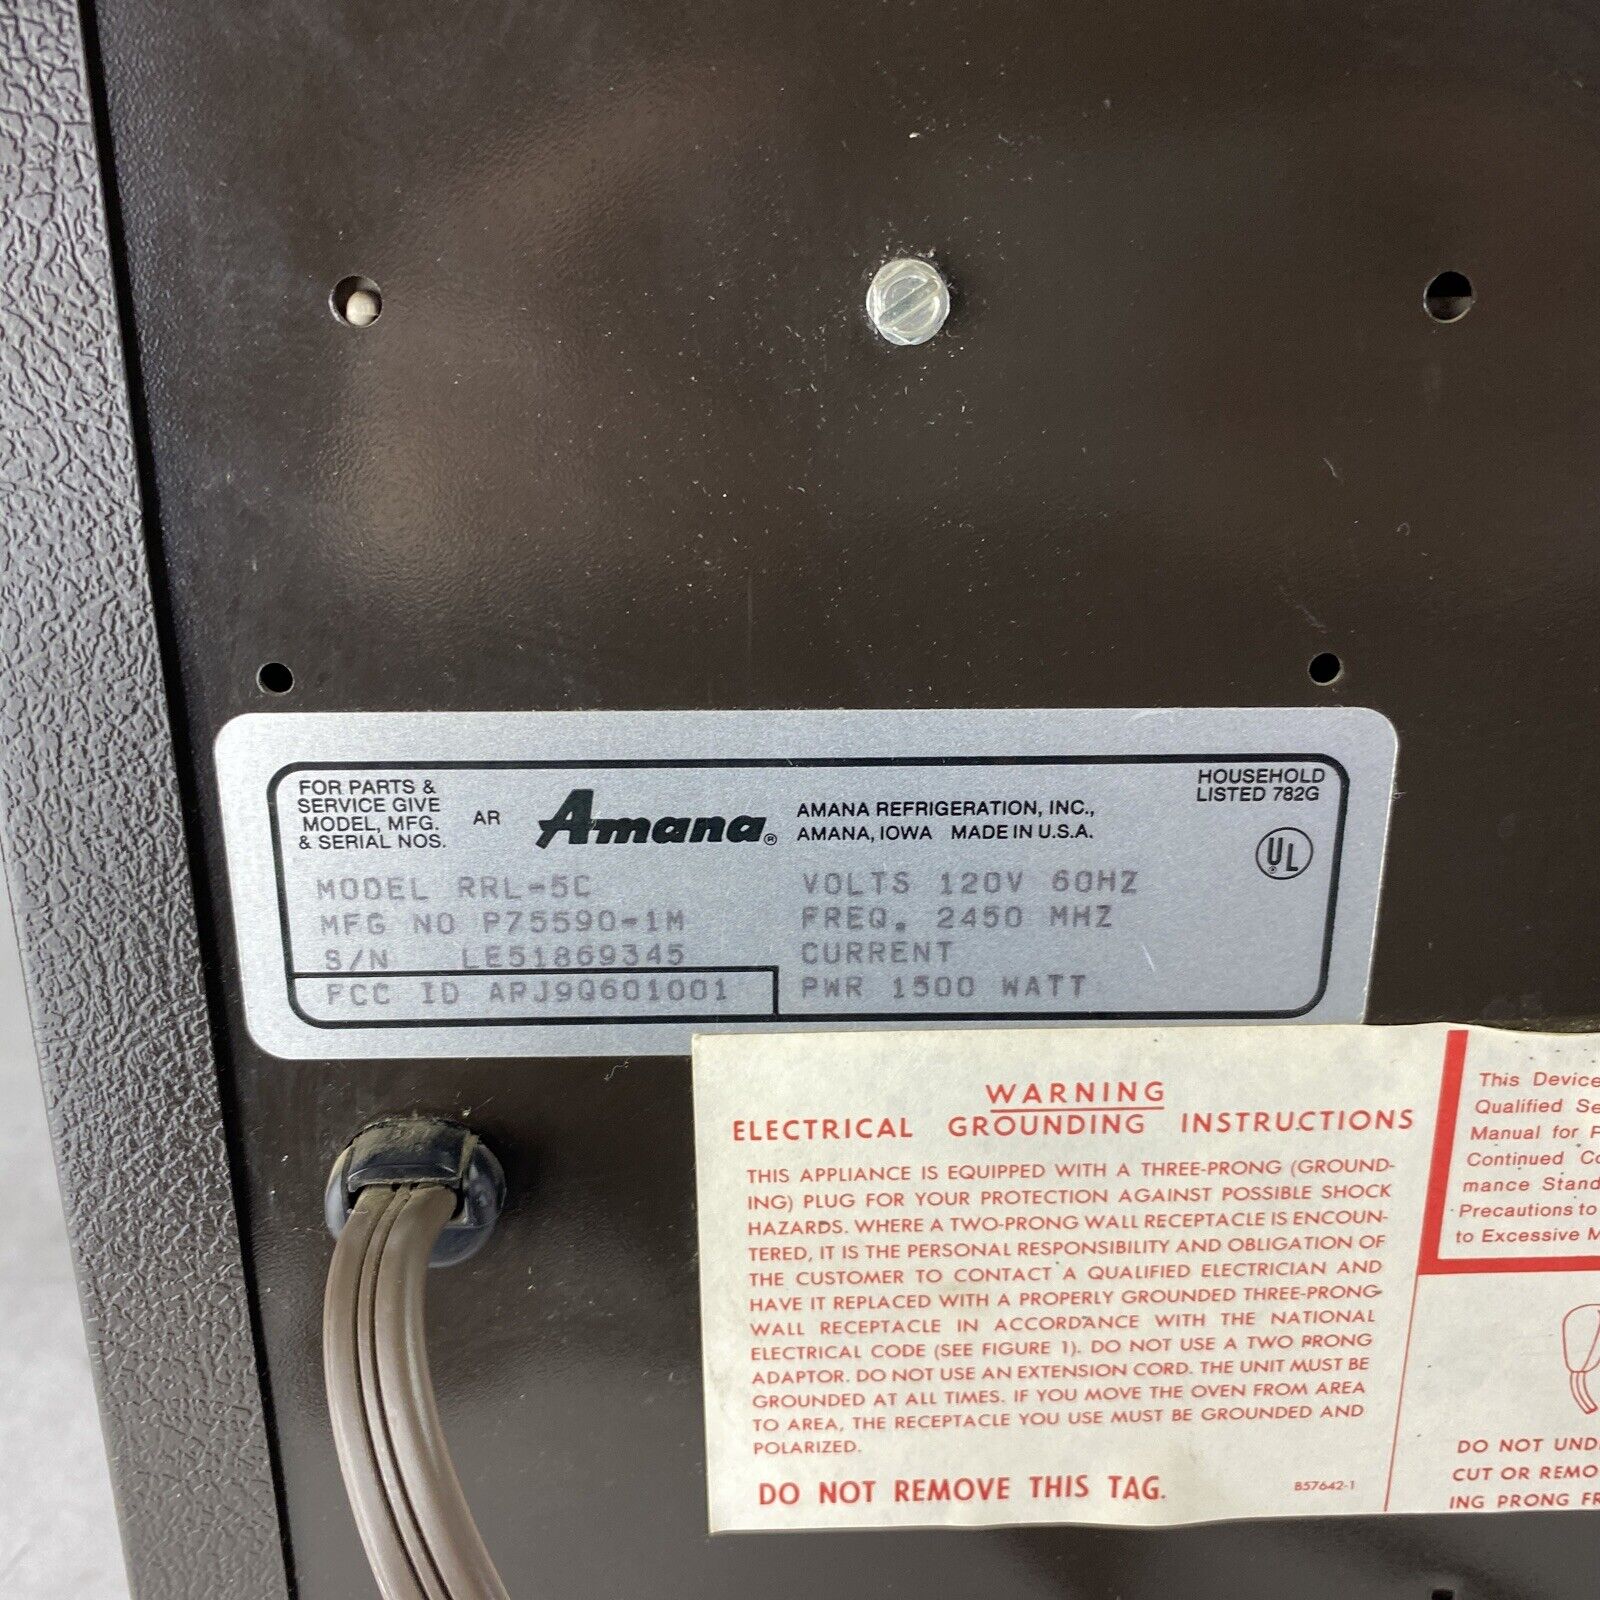 FOR PARTS &
SERVICE GIVE
MODEL, MFG.
& SERIAL NOS.
AR
Amana®
AMANA REFRIGERATION, INC.,
AMANA, IOWA MADE IN U.S.A.
HOUSEHOLD
LISTED 782G
UL
MODEL RRL-5C
MFG NO P75590-1M
S/N LE51869345
FCC ID APJ9Q601001
VOLTS 120V 60HZ
FREQ. 2450 MHZ
CURRENT
PWR 1500 WATT
WARNING
ELECTRICAL GROUNDING INSTRUCTIONS
THIS APPLIANCE IS EQUIPPED WITH A THREE-PRONG (GROUND-
ING) PLUG FOR YOUR PROTECTION AGAINST POSSIBLE SHOCK
HAZARDS. WHERE A TWO-PRONG WALL RECEPTACLE IS ENCOUN-
TERED, IT IS THE PERSONAL RESPONSIBILITY AND OBLIGATION OF
THE CUSTOMER TO CONTACT A QUALIFIED ELECTRICIAN AND
HAVE IT REPLACED WITH A PROPERLY GROUNDED THREE-PRONG
WALL RECEPTACLE IN ACCORDANCE WITH THE NATIONAL
ELECTRICAL CODE (SEE FIGURE 1). DO NOT USE A TWO PRONG
ADAPTOR. DO NOT USE AN EXTENSION CORD. THE UNIT MUST BE
GROUNDED AT ALL TIMES. IF YOU MOVE THE OVEN FROM AREA
TO AREA, THE RECEPTACLE YOU USE MUST BE GROUNDED AND
POLARIZED.
DO NOT REMOVE THIS TAG.
B57642-1
This Device
Qualified Se
Manual for P
Continued Co
mance Stand
Precautions to
to Excessive M
DO NOT UND
CUT OR REMO
ING PRONG FR